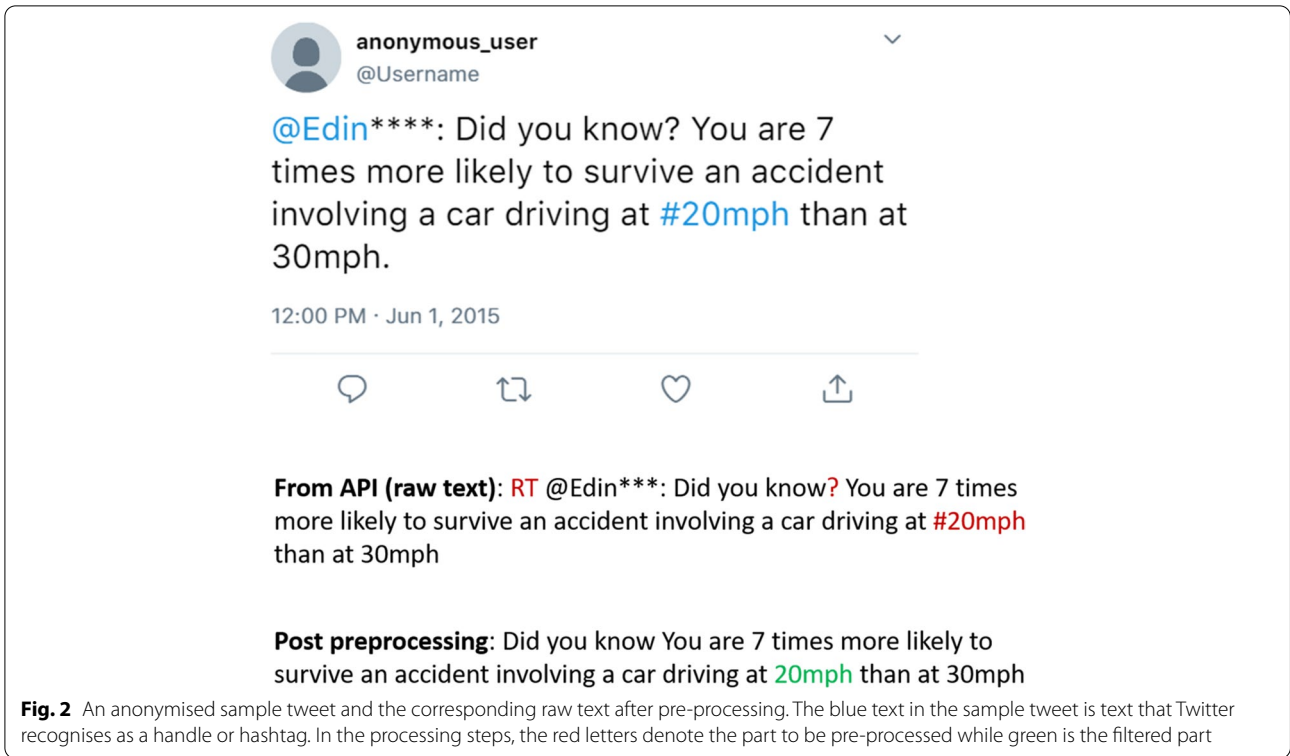 anonymous_user
@Username
@Edin****: Did you know? You are 7
times more likely to survive an accident
involving a car driving at #20mph than at
30mph.
12:00 PM · Jun 1, 2015
From API (raw text): RT @Edin***: Did you know? You are 7 times
more likely to survive an accident involving a car driving at #20mph
than at 30mph
Post preprocessing: Did you know You are 7 times more likely to
survive an accident involving a car driving at 20mph than at 30mph
Fig. 2 An anonymised sample tweet and the corresponding raw text after pre-processing. The blue text in the sample tweet is text that Twitter
recognises as a handle or hashtag. In the processing steps, the red letters denote the part to be pre-processed while green is the filtered part